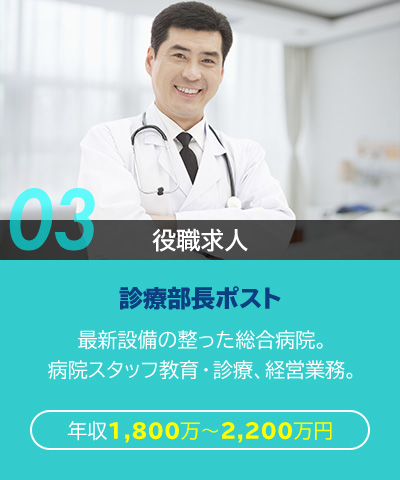 03
役職求人
診療部長ポスト
最新設備の整った総合病院。
病院スタッフ教育・診療、経営業務。
年収1,800万～2,200万円